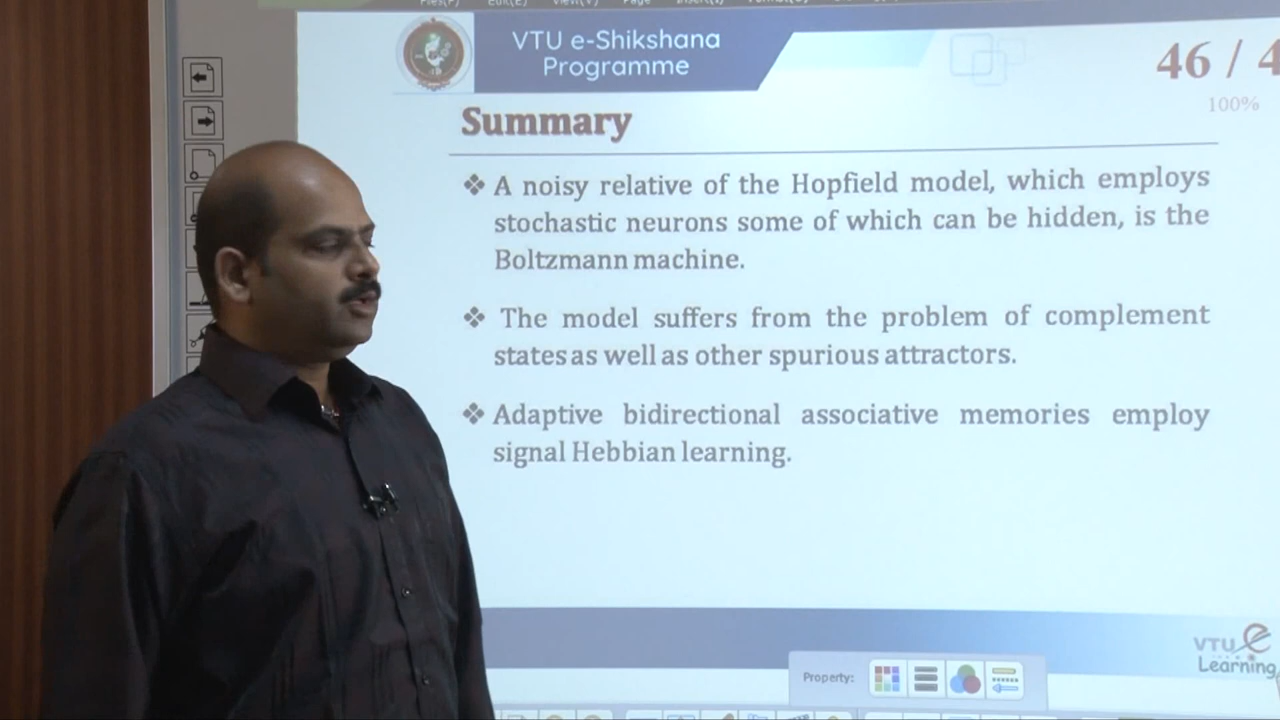 VTU e-Shikshana
Programme
46 / 4
100%
Summary
❖ A noisy relative of the Hopfield model, which employs
stochastic neurons some of which can be hidden, is the
Boltzmann machine.
❖ The model suffers from the problem of complement
states as well as other spurious attractors.
❖ Adaptive bidirectional associative memories employ
signal Hebbian learning.
VTU e
Learning
Property: